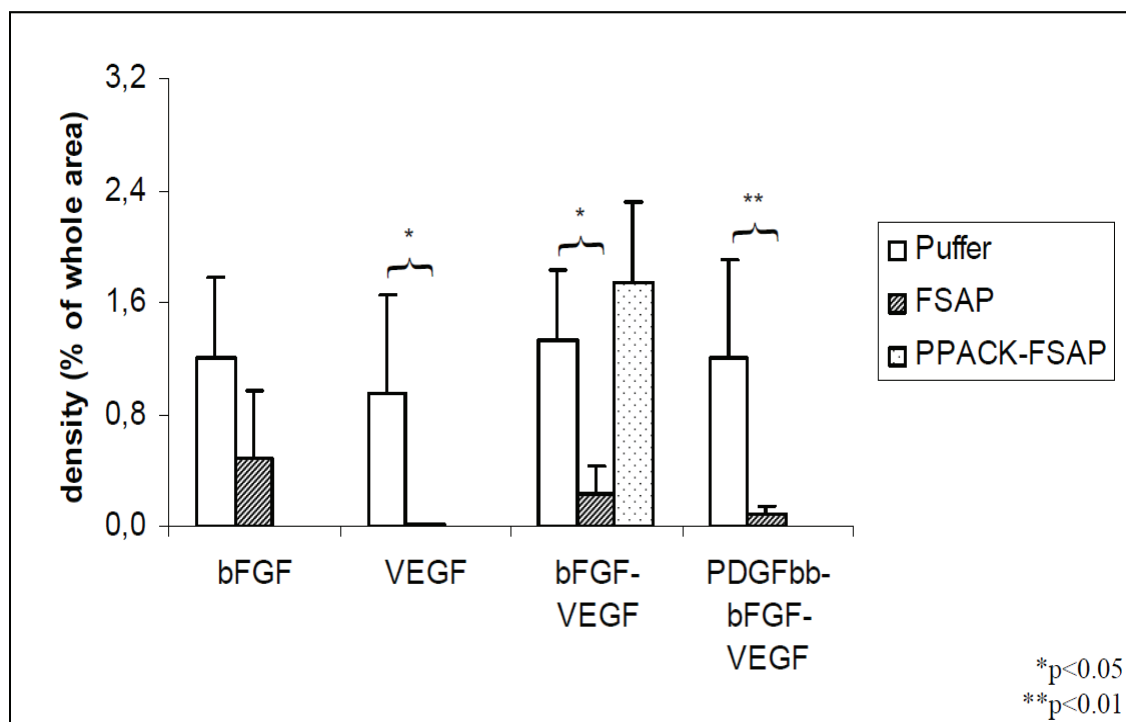 density (% of whole area)
3,2
2,4
1,6
0,8
0,0
*
*
**
bFGF
VEGF
bFGF-
VEGF
PDGFbb-
bFGF-
VEGF
Puffer
FSAP
PPACK-FSAP
*p<0.05
**p<0.01